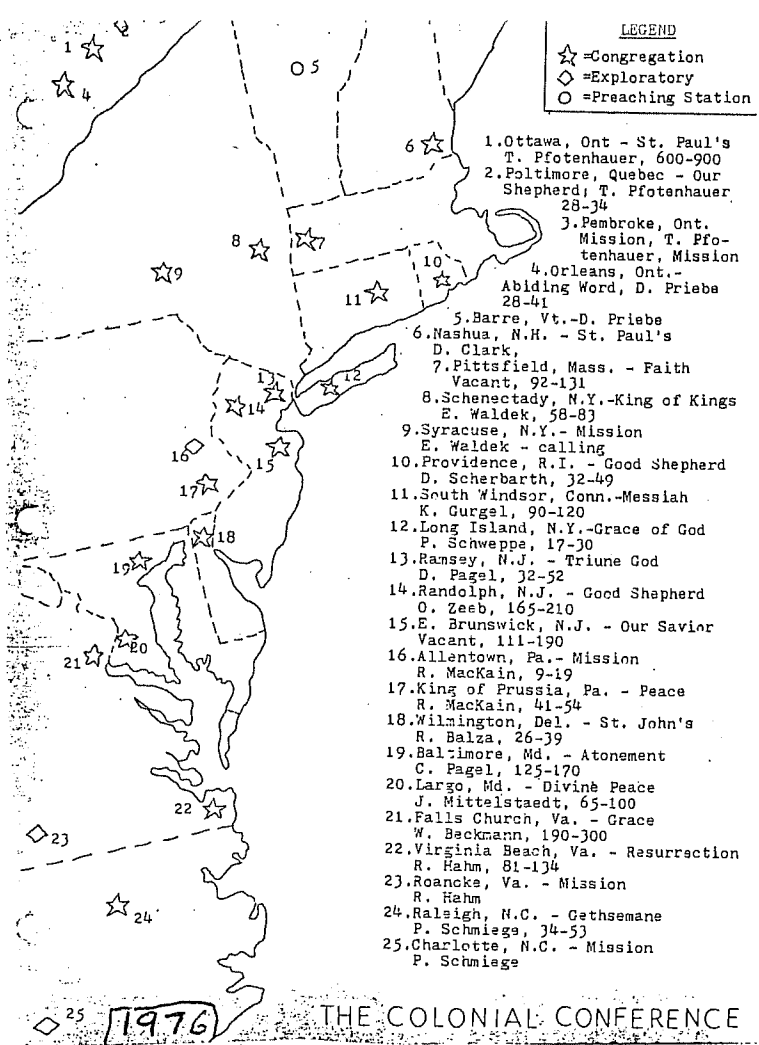 LEGEND
☆ =Congregation
◇ =Exploratory
○ =Preaching Station
1
2
4
5
6
7
8
9
10
11
12
13
14
15
16
17
18
19
20
21
22
23
24
25
1.Ottawa, Ont - St. Paul's
T. Pfotenhauer, 600-900
2.Poltimore, Quebec - Our
Shepherd; T. Pfotenhauer
28-34
3.Pembroke, Ont.
Mission, T. Pfo-
tenhauer, Mission
4.Orleans, Ont.-
Abiding Word, D. Priebe
28-41
5.Barre, Vt.-D. Priebe
6.Nashua, N.H. - St. Paul's
D. Clark,
7.Pittsfield, Mass. - Faith
Vacant, 92-131
8.Schenectady, N.Y.-King of Kings
E. Waldek, 58-83
9.Syracuse, N.Y.- Mission
E. Waldek - calling
10.Providence, R.I. - Good Shepherd
D. Scherbarth, 32-49
11.South Windsor, Conn.-Messiah
K. Gurgel, 90-120
12.Long Island, N.Y.-Grace of God
P. Schweppe, 17-30
13.Ramsey, N.J. - Triune God
D. Pagel, 32-52
14.Randolph, N.J. - Good Shepherd
O. Zeeb, 165-210
15.E. Brunswick, N.J. - Our Savior
Vacant, 111-190
16.Allentown, Pa.- Mission
R. MacKain, 9-19
17.King of Prussia, Pa. - Peace
R. MacKain, 41-54
18.Wilmington, Del. - St. John's
R. Balza, 26-39
19.Baltimore, Md. - Atonement
C. Pagel, 125-170
20.Largo, Md. - Divine Peace
J. Mittelstaedt, 65-100
21.Falls Church, Va. - Grace
W. Beckmann, 190-300
22.Virginia Beach, Va. - Resurrection
R. Hahm, 81-134
23.Roanoke, Va. - Mission
R. Hahm
24.Raleigh, N.C. - Gethsemane
P. Schmiege, 34-53
25.Charlotte, N.C. - Mission
P. Schmiege
1976
THE COLONIAL CONFERENCE